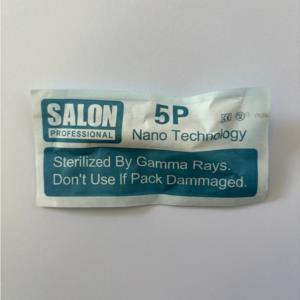 SALON
PROFESSIONAL
5P
Nano Technology
Sterilized By Gamma Rays.
Don't Use If Pack Dammaged.